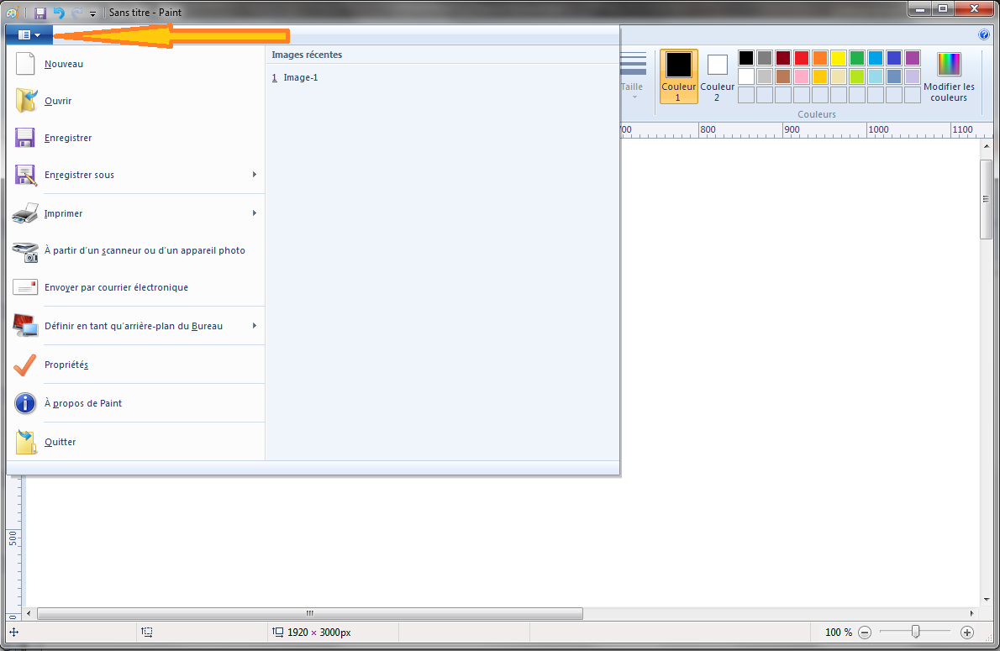 Sans titre - Paint
Images récentes
1 Image-1
Nouveau
Ouvrir
Enregistrer
Enregistrer sous
Imprimer
À partir d'un scanneur ou d'un appareil photo
Envoyer par courrier électronique
Définir en tant qu'arrière-plan du Bureau
Propriétés
À propos de Paint
Quitter
Taille
Couleur
1
Couleur
2
Modifier les
couleurs
Couleurs
800 900 1000 1100
500
1920 × 3000px
100 %